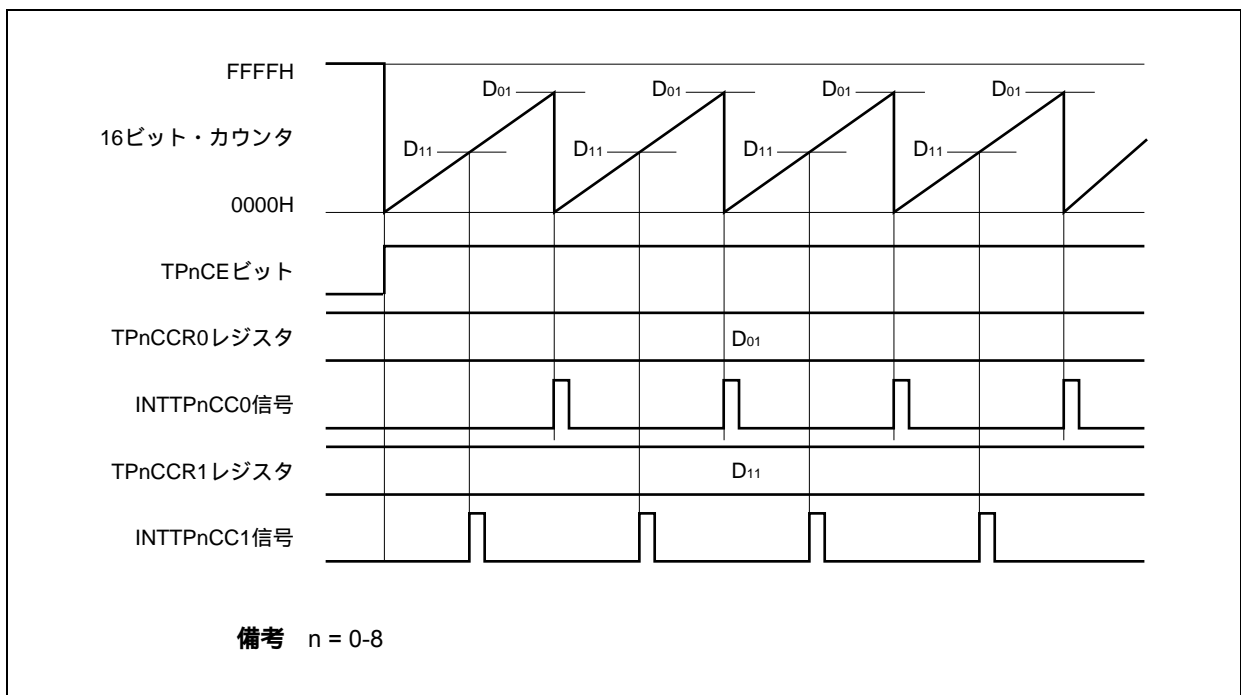 FFFFH
D01 D01 D01 D01
16ビット・カウンタ
D11 D11 D11 D11
0000H
TPnCEビット
TPnCCR0レジスタ
D01
INTTPnCC0信号
TPnCCR1レジスタ
D11
INTTPnCC1信号
備考 n = 0-8